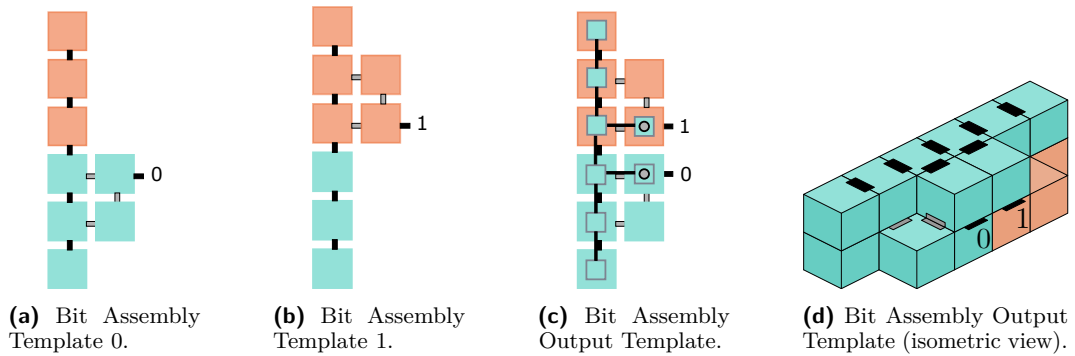 0
1
1
0
0
1
(a) Bit Assembly
Template 0.
(b) Bit Assembly
Template 1.
(c) Bit Assembly
Output Template.
(d) Bit Assembly Output
Template (isometric view).